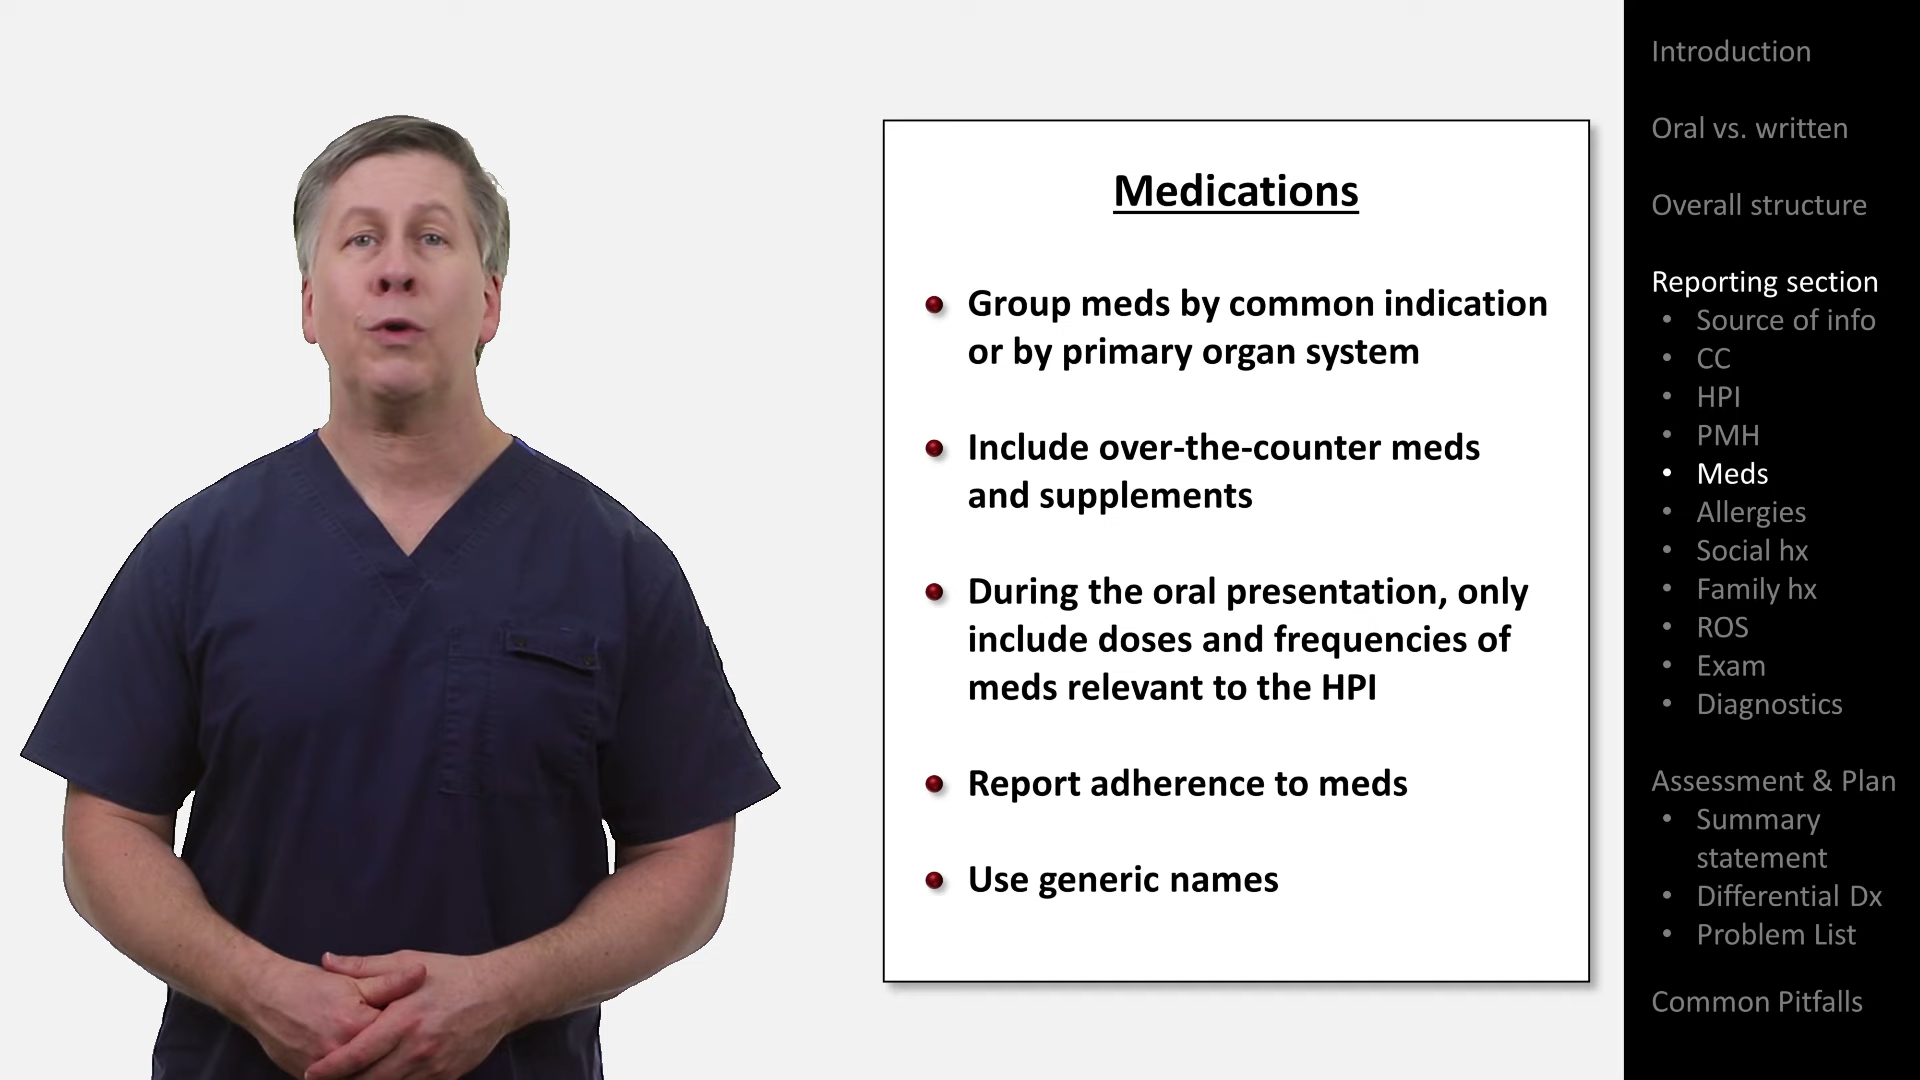 Medications
Group meds by common indication
or by primary organ system
Include over-the-counter meds
and supplements
During the oral presentation, only
include doses and frequencies of
meds relevant to the HPI
Report adherence to meds
Use generic names
Introduction
Oral vs. written
Overall structure
Reporting section
• Source of info
• CC
• HPI
• PMH
• Meds
• Allergies
• Social hx
• Family hx
• ROS
• Exam
• Diagnostics
Assessment & Plan
• Summary
statement
• Differential Dx
• Problem List
Common Pitfalls